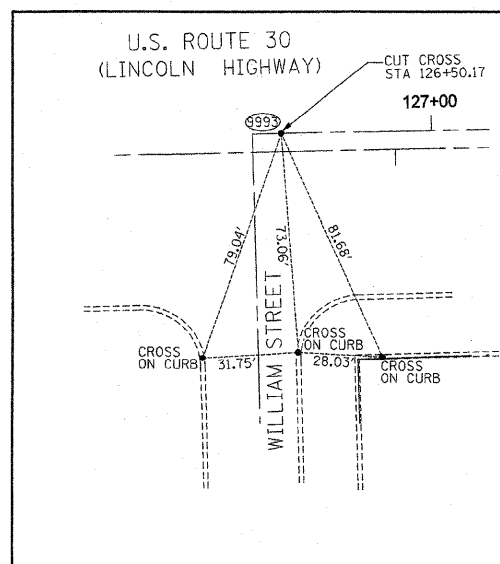 U.S. ROUTE 30
(LINCOLN HIGHWAY)
CUT CROSS
STA 126+50.17
127+00
9993
79.04'
73.06'
81.68'
WILLIAM STREET
CROSS
ON CURB
31.75'
CROSS
ON CURB
28.03'
CROSS
ON CURB